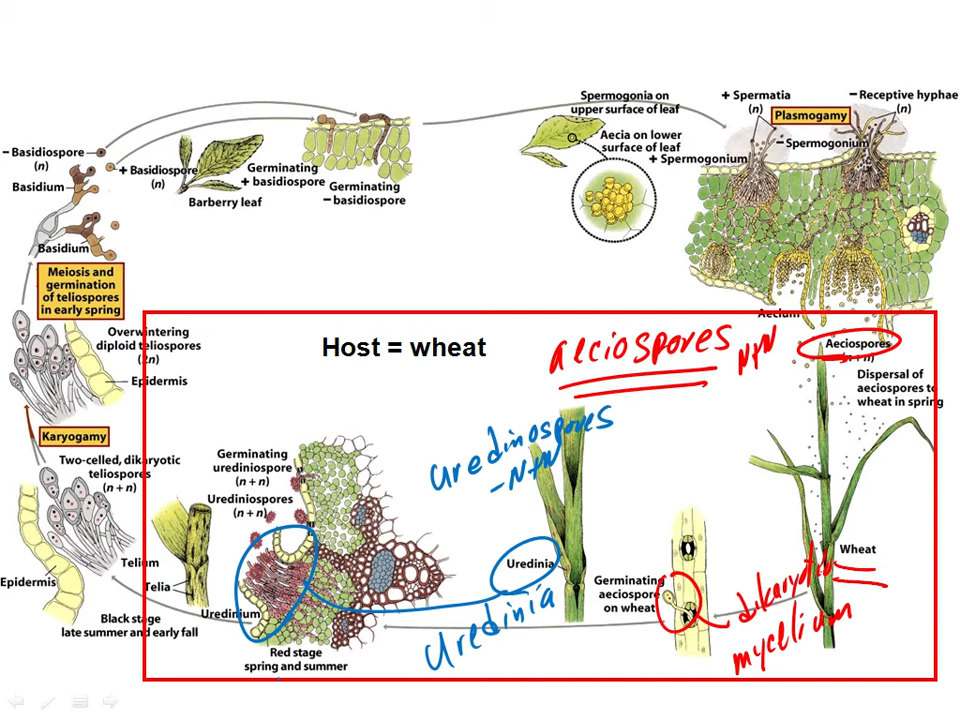 Spermogonia on
upper surface of leaf
Aecia on lower
surface of leaf
+ Spermatia
(n)
− Receptive hyphae
(n)
Plasmogamy
+ Spermogonium
− Spermogonium
− Basidiospore
(n)
Basidium
+ Basidiospore
(n)
Barberry leaf
Germinating
+ basidiospore
Germinating
− basidiospore
Basidium
Meiosis and
germination
of teliospores
in early spring
Aecium
Overwintering
diploid teliospores
(2n)
Epidermis
Host = wheat
aeciospores N+N
Aeciospores
(n + n)
Dispersal of
aeciospores to
wheat in spring
Karyogamy
Two-celled, dikaryotic
teliospores
(n + n)
Germinating
urediniospore
(n + n)
Urediniospores
(n + n)
Uredinospores
-N+N
Telium
Telia
Epidermis
Uredinium
Uredinia
Uredinia
Germinating
aeciospore
on wheat
Wheat
dikaryotic
mycelium
Black stage
late summer and early fall
Red stage
spring and summer